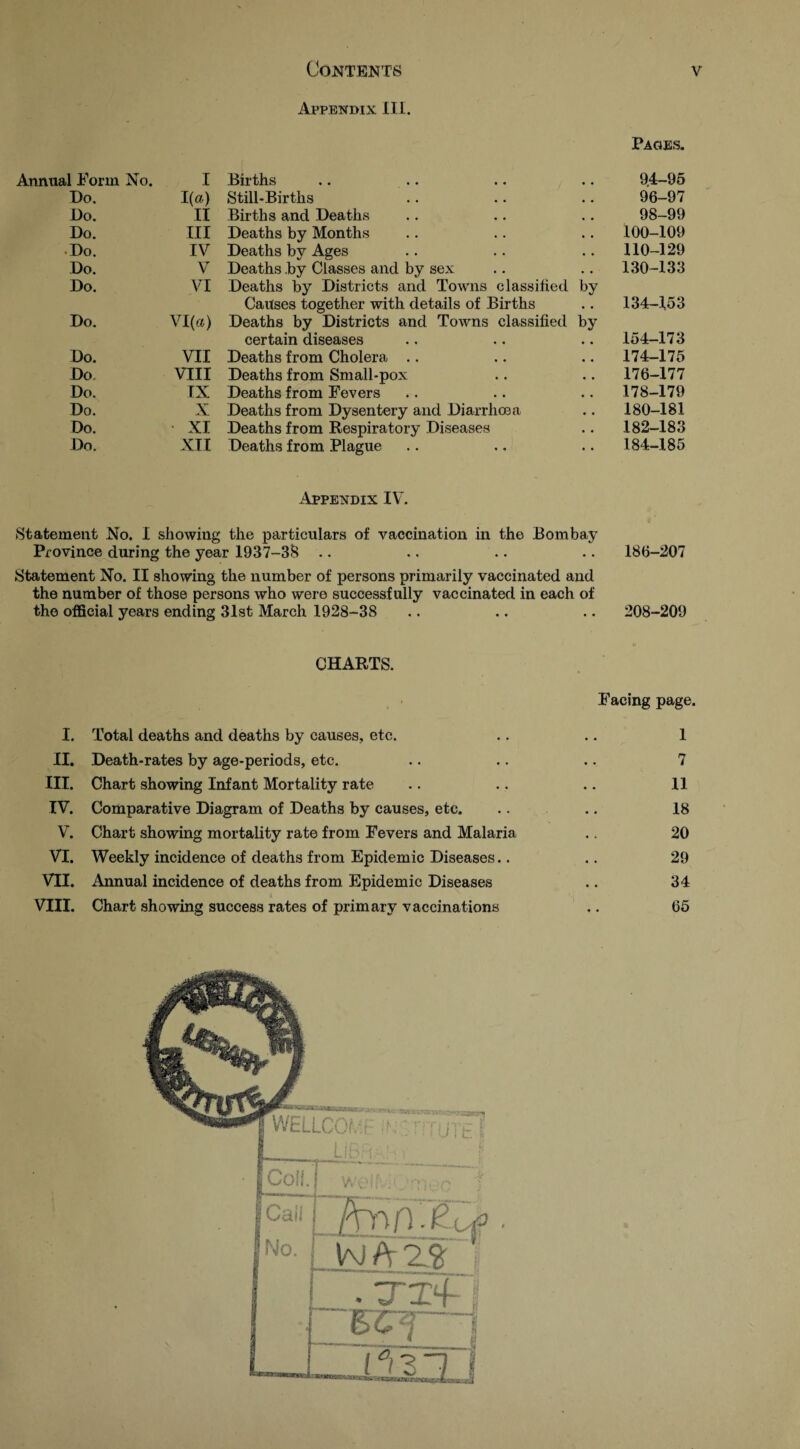 CONTENTS v
APPENDIX III.
PAGES.
Annual Form No. I Births .. .. .. .. 94-95
Do. I(a) Still-Births .. .. .. 96-97
Do. II Births and Deaths .. .. .. 98-99
Do. III Deaths by Months .. .. .. 100-109
Do. IV Deaths by Ages .. .. .. 110-129
Do. V Deaths by Classes and by sex .. .. 130-133
Do. VI Deaths by Districts and Towns classified by
Causes together with details of Births .. 134-153
Do. VI(a) Deaths by Districts and Towns classified by
certain diseases .. .. .. 154-173
Do. VII Deaths from Cholera .. .. .. 174-175
Do. VIII Deaths from Small-pox .. .. 176-177
Do. IX Deaths from Fevers .. .. .. 178-179
Do. X Deaths from Dysentery and Diarrhœa .. 180-181
Do. XI Deaths from Respiratory Diseases .. 182-183
Do. XII Deaths from Plague .. .. .. 184-185
APPENDIX IV.
Statement No. I showing the particulars of vaccination in the Bombay
Province during the year 1937-38 .. .. .. .. 186-207
Statement No. II showing the number of persons primarily vaccinated and
the number of those persons who were successfully vaccinated in each of
the official years ending 31st March 1928-38 .. .. .. 208-209
CHARTS.
Facing page.
I. Total deaths and deaths by causes, etc. .. .. 1
II. Death-rates by age-periods, etc. .. .. .. 7
III. Chart showing Infant Mortality rate .. .. .. 11
IV. Comparative Diagram of Deaths by causes, etc. .. .. 18
V. Chart showing mortality rate from Fevers and Malaria .. 20
VI. Weekly incidence of deaths from Epidemic Diseases .. .. 29
VII. Annual incidence of deaths from Epidemic Diseases .. 34
VIII. Chart showing success rates of primary vaccinations .. 65
LIBRARY
WELLCOME INSTITUTE
LIBRARY
Coll. welMOmec
Call Ann.Rep.
No. WA28
.JI4
BC9
1937